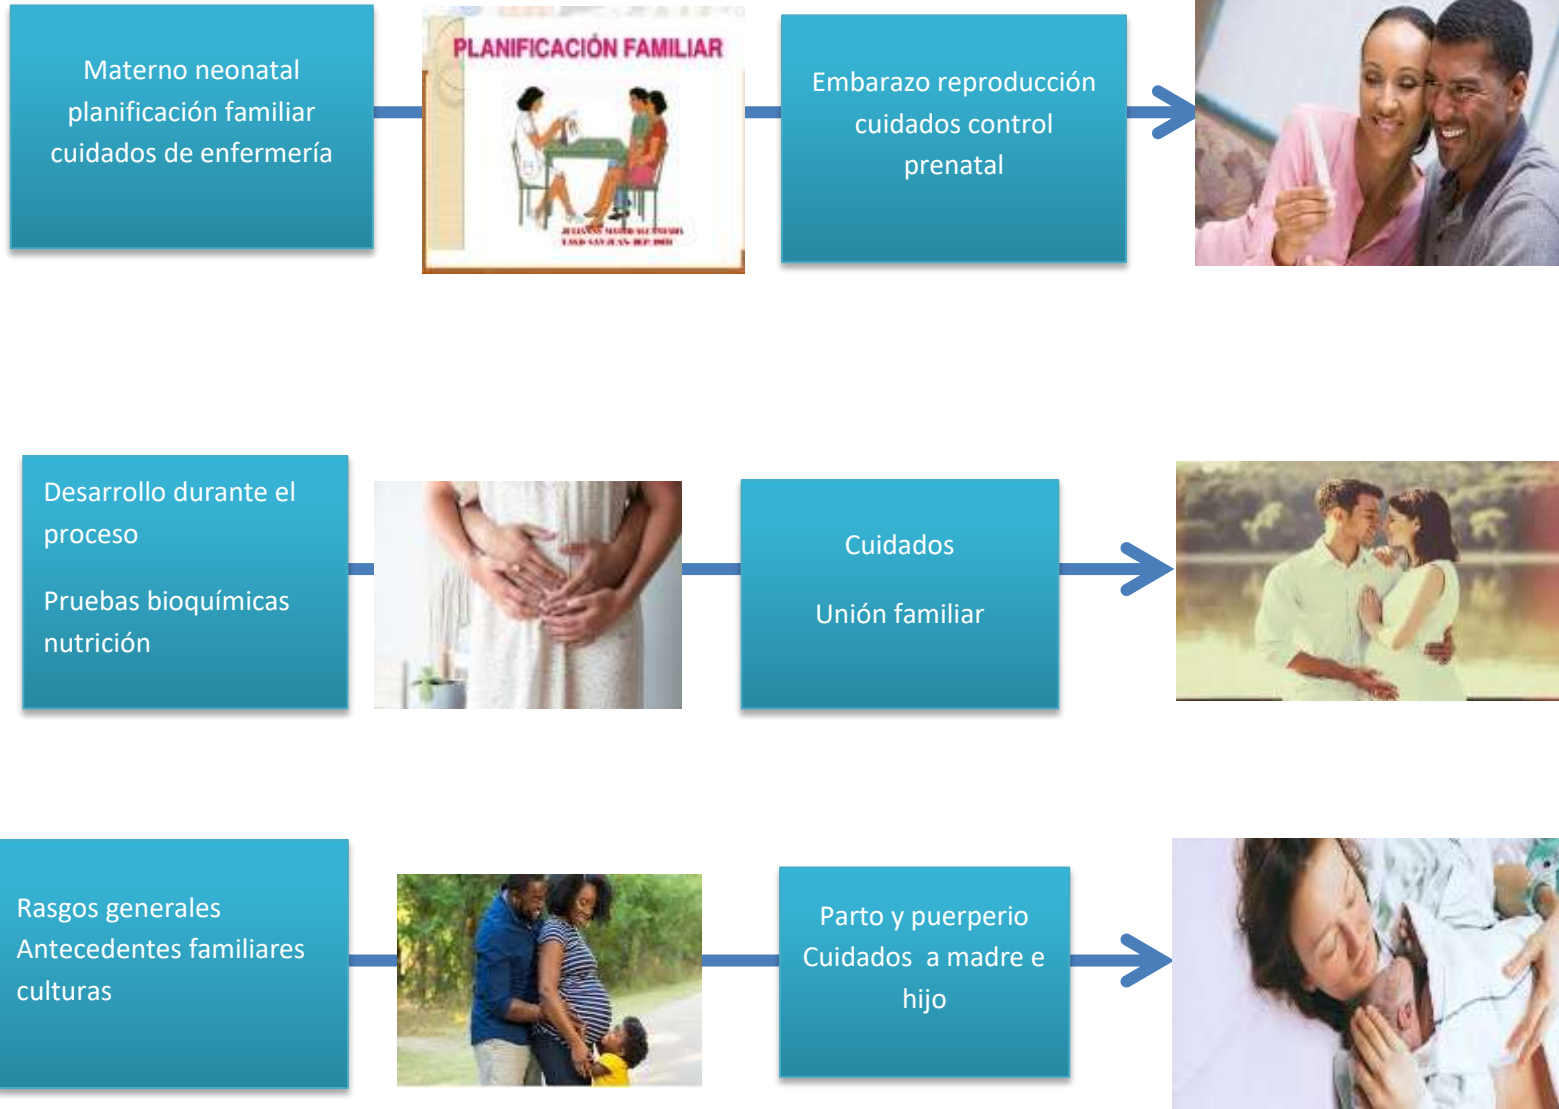 Materno neonatal
planificación familiar
cuidados de enfermería
PLANIFICACIÓN FAMILIAR
Embarazo reproducción
cuidados control
prenatal
Desarrollo durante el
proceso
Pruebas bioquímicas
nutrición
Cuidados
Unión familiar
Rasgos generales
Antecedentes familiares
culturas
Parto y puerperio
Cuidados a madre e
hijo